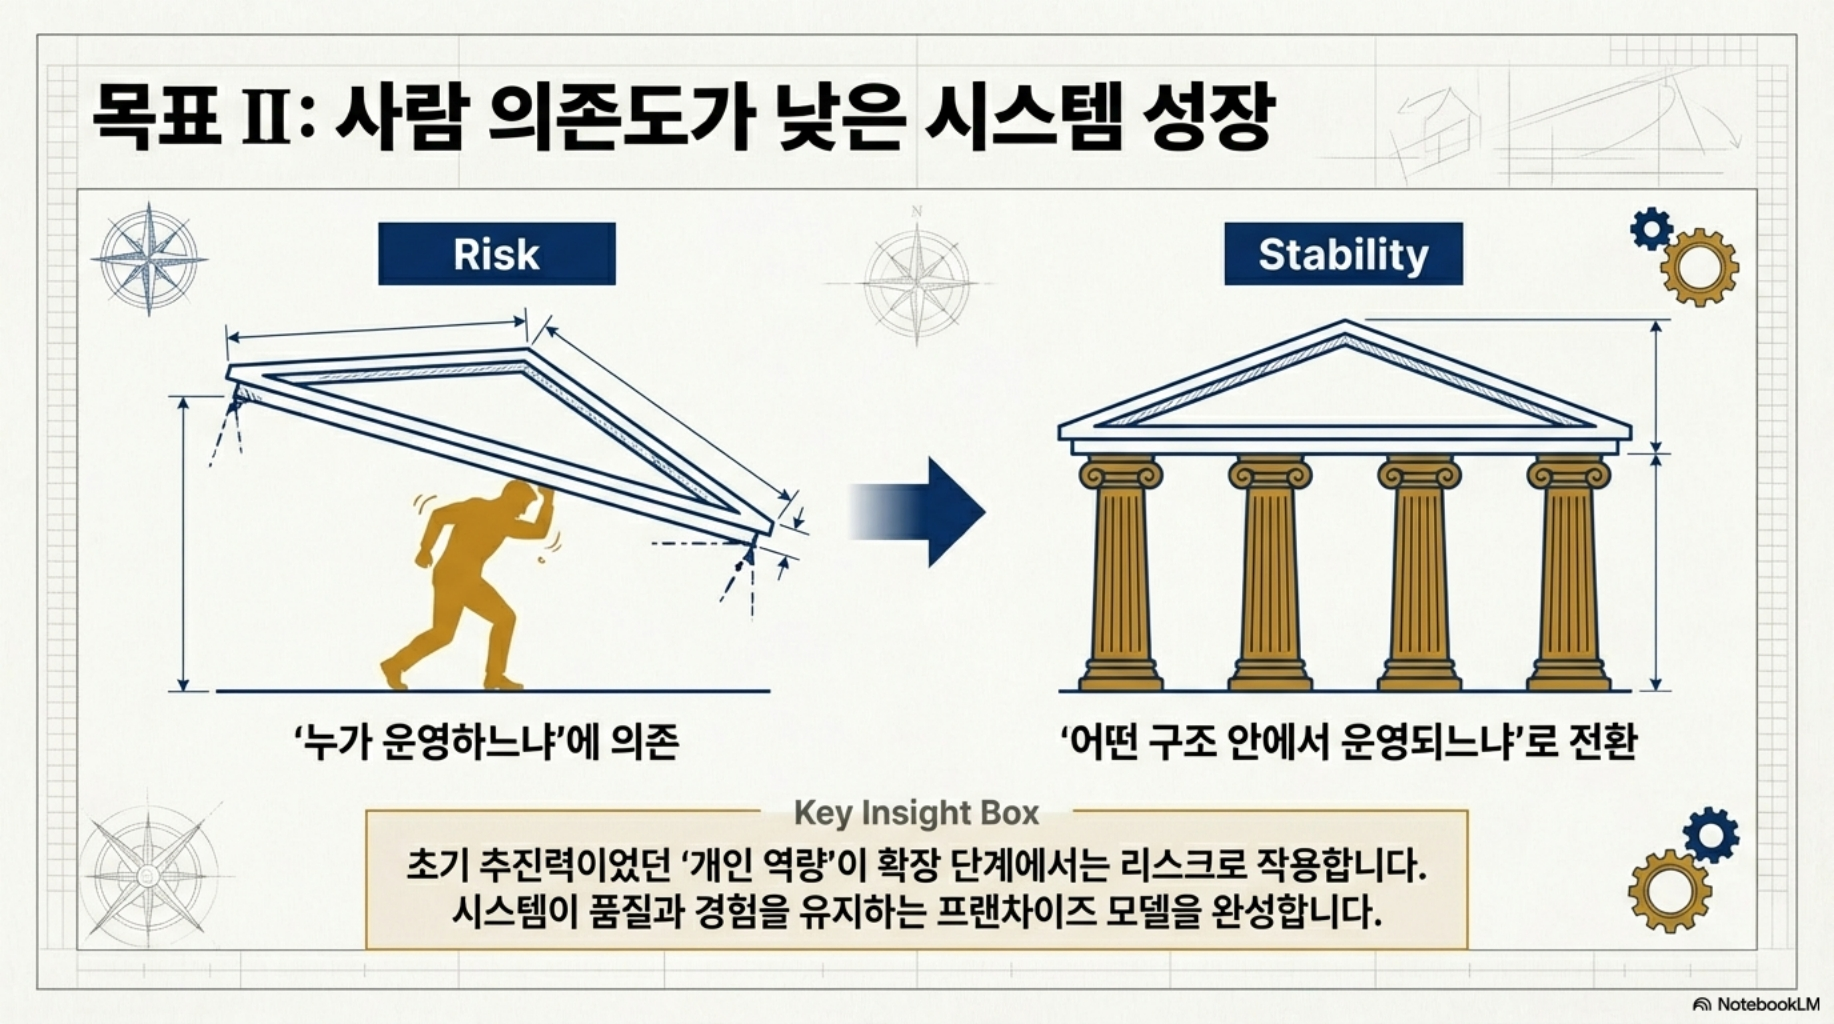 목표 Ⅱ: 사람 의존도가 낮은 시스템 성장
Risk
N
Stability
‘누가 운영하느냐’에 의존
‘어떤 구조 안에서 운영되느냐’로 전환
Key Insight Box
초기 추진력이었던 ‘개인 역량’이 확장 단계에서는 리스크로 작용합니다.
시스템이 품질과 경험을 유지하는 프랜차이즈 모델을 완성합니다.
NotebookLM